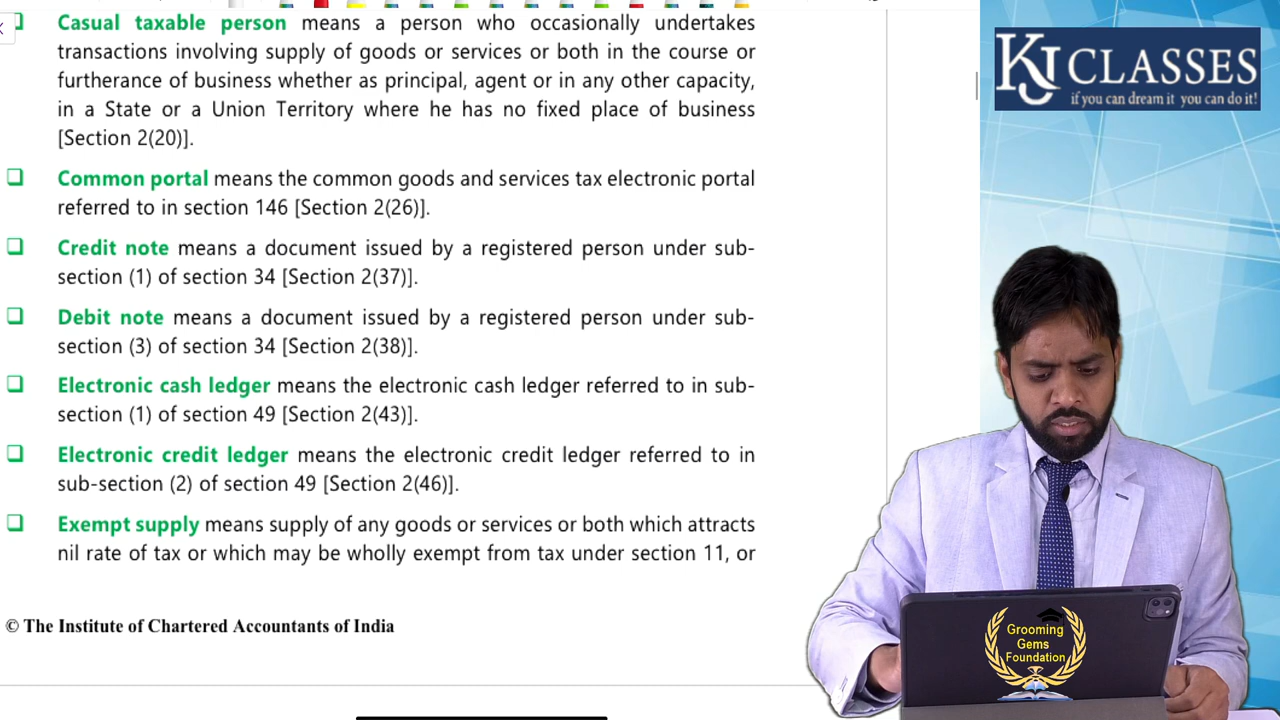 Casual taxable person means a person who occasionally undertakes
transactions involving supply of goods or services or both in the course or
furtherance of business whether as principal, agent or in any other capacity,
in a State or a Union Territory where he has no fixed place of business
[Section 2(20)].
❑ Common portal means the common goods and services tax electronic portal
referred to in section 146 [Section 2(26)].
❑ Credit note means a document issued by a registered person under sub-
section (1) of section 34 [Section 2(37)].
❑ Debit note means a document issued by a registered person under sub-
section (3) of section 34 [Section 2(38)].
❑ Electronic cash ledger means the electronic cash ledger referred to in sub-
section (1) of section 49 [Section 2(43)].
❑ Electronic credit ledger means the electronic credit ledger referred to in
sub-section (2) of section 49 [Section 2(46)].
❑ Exempt supply means supply of any goods or services or both which attracts
nil rate of tax or which may be wholly exempt from tax under section 11, or
© The Institute of Chartered Accountants of India
KJ CLASSES
if you can dream it you can do it!
Grooming
Gems
Foundation